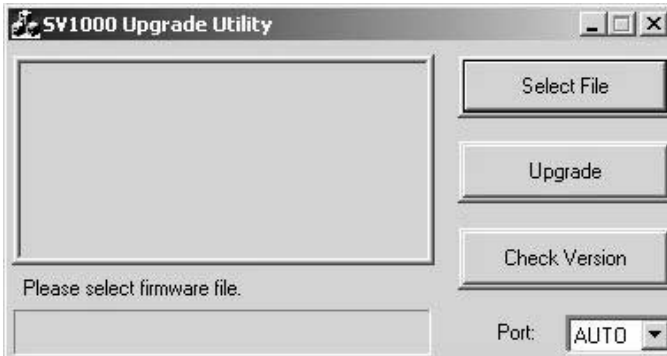 SV1000 Upgrade Utility
Select File
Upgrade
Check Version
Please select firmware file.
Port: AUTO